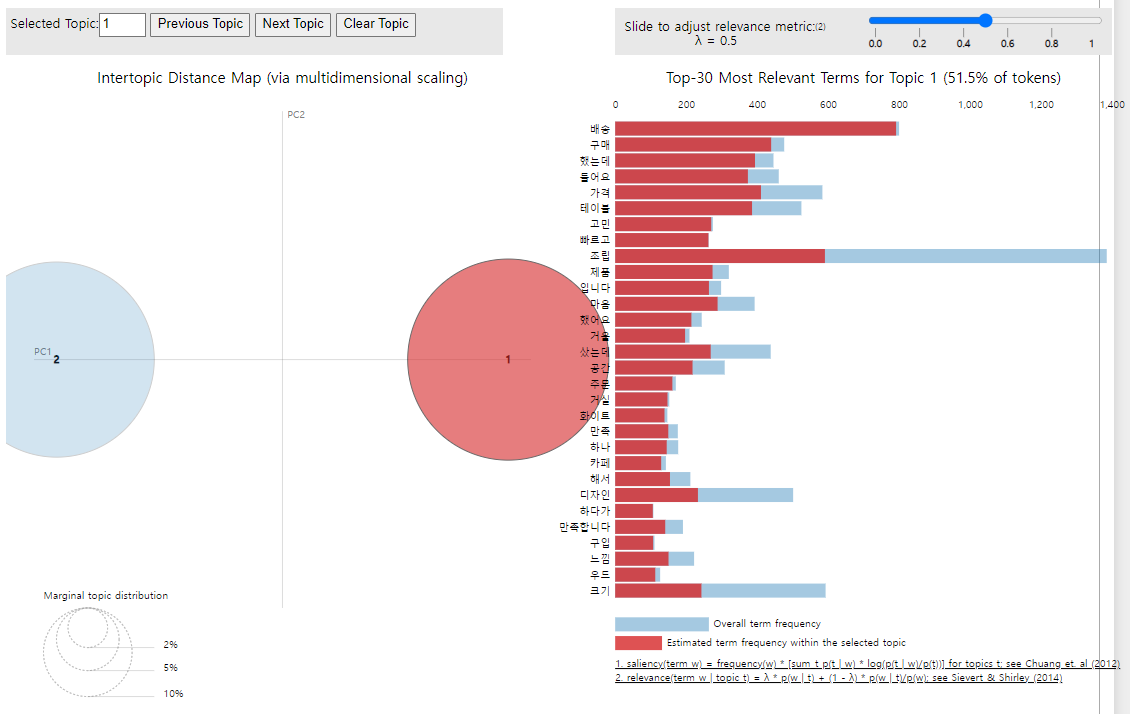 Selected Topic: 1 Previous Topic Next Topic Clear Topic
Slide to adjust relevance metric:(2)
λ = 0.5
0.0 0.2 0.4 0.6 0.8 1
Intertopic Distance Map (via multidimensional scaling)
PC2
PC1
2
1
Marginal topic distribution
2%
5%
10%
Top-30 Most Relevant Terms for Topic 1 (51.5% of tokens)
0 200 400 600 800 1,000 1,200 1,400
배송
구매
했는데
들어요
가격
테이블
고민
빠르고
조립
제품
입니다
마음
했어요
거울
샀는데
공간
주문
거실
화이트
만족
하나
카페
해서
디자인
하다가
만족합니다
구입
느낌
우드
크기
Overall term frequency
Estimated term frequency within the selected topic
1. saliency(term w) = frequency(w) * [sum_t p(t | w) * log(p(t | w)/p(t))] for topics t; see Chuang et. al (2012)
2. relevance(term w | topic t) = λ * p(w | t) + (1 - λ) * p(w | t)/p(w); see Sievert & Shirley (2014)